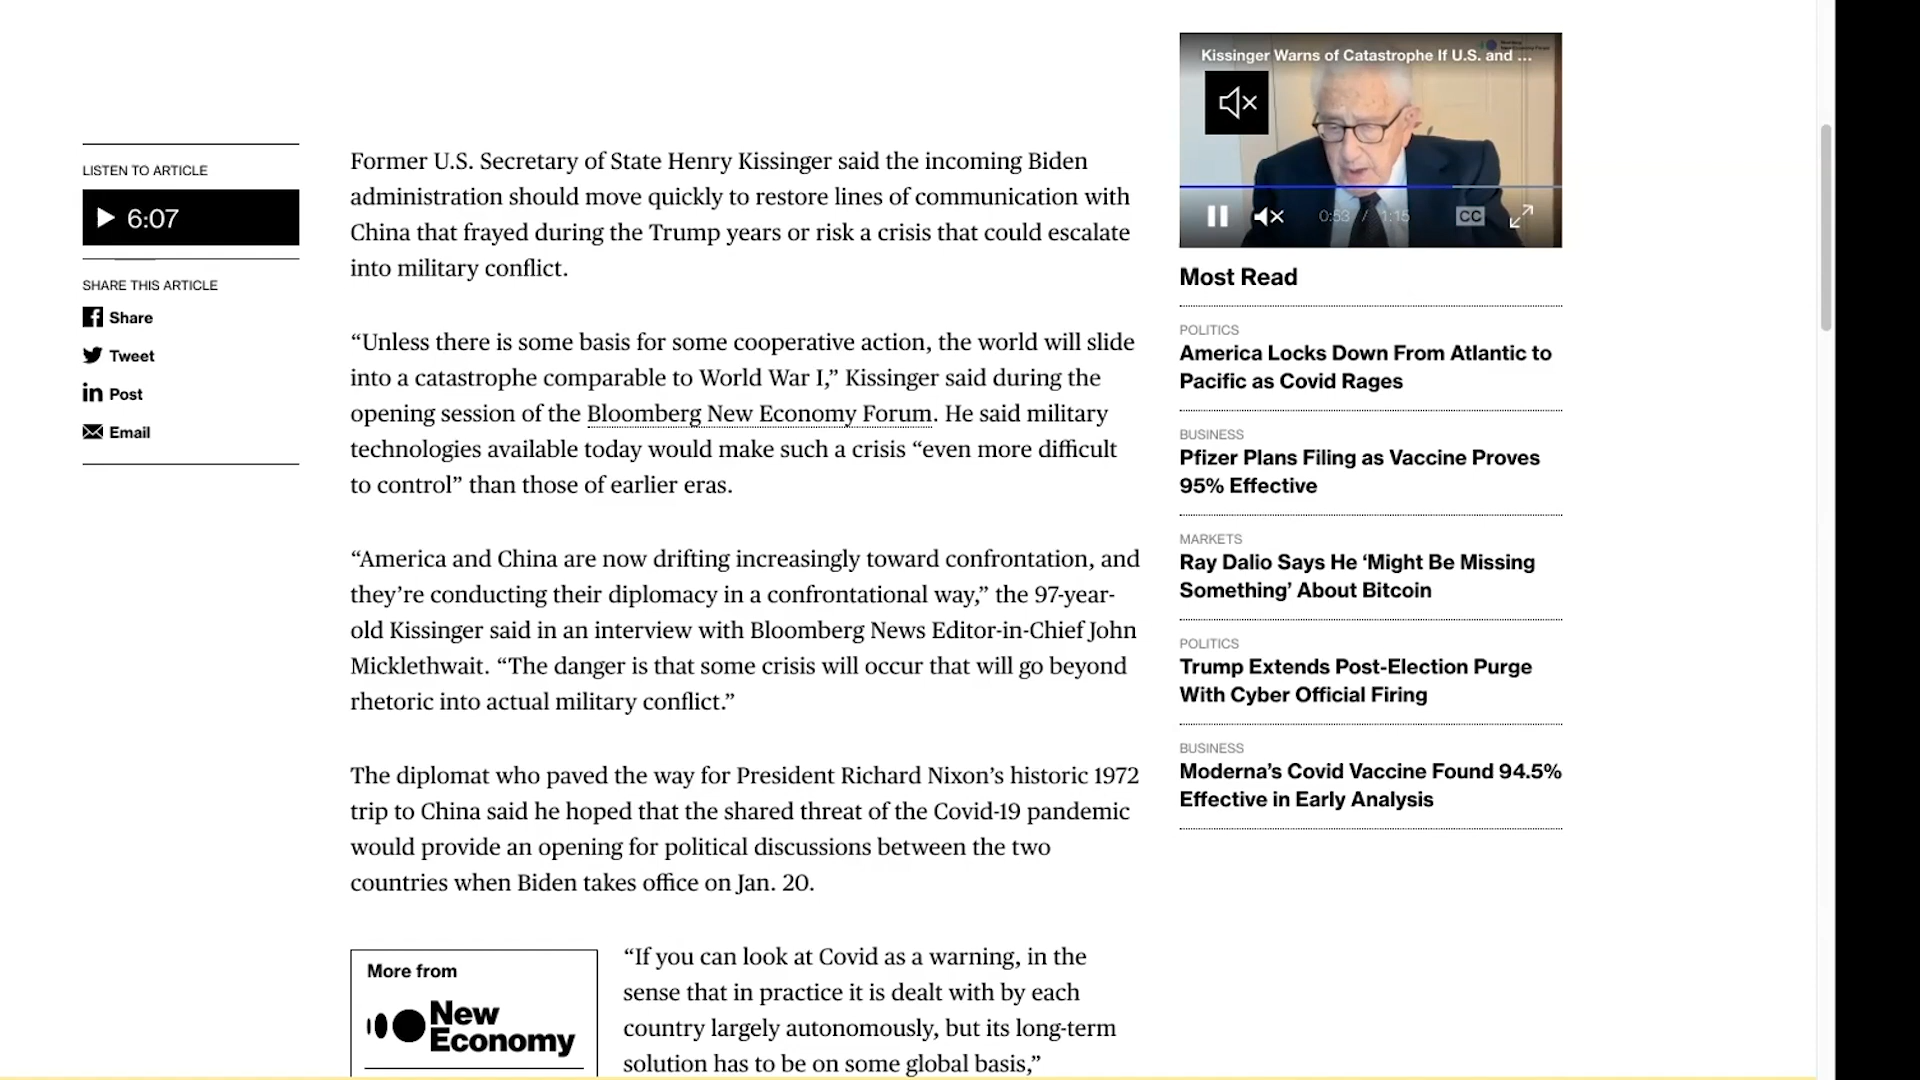 LISTEN TO ARTICLE
6:07
SHARE THIS ARTICLE
Share
Tweet
Post
Email
Former U.S. Secretary of State Henry Kissinger said the incoming Biden
administration should move quickly to restore lines of communication with
China that frayed during the Trump years or risk a crisis that could escalate
into military conflict.
“Unless there is some basis for some cooperative action, the world will slide
into a catastrophe comparable to World War I,” Kissinger said during the
opening session of the Bloomberg New Economy Forum. He said military
technologies available today would make such a crisis “even more difficult
to control” than those of earlier eras.
“America and China are now drifting increasingly toward confrontation, and
they’re conducting their diplomacy in a confrontational way,” the 97-year-
old Kissinger said in an interview with Bloomberg News Editor-in-Chief John
Micklethwait. “The danger is that some crisis will occur that will go beyond
rhetoric into actual military conflict.”
The diplomat who paved the way for President Richard Nixon’s historic 1972
trip to China said he hoped that the shared threat of the Covid-19 pandemic
would provide an opening for political discussions between the two
countries when Biden takes office on Jan. 20.
More from
New
Economy
“If you can look at Covid as a warning, in the
sense that in practice it is dealt with by each
country largely autonomously, but its long-term
solution has to be on some global basis,”
Kissinger Warns of Catastrophe If U.S. and ...
0:53 / 1:15
CC
Most Read
POLITICS
America Locks Down From Atlantic to
Pacific as Covid Rages
BUSINESS
Pfizer Plans Filing as Vaccine Proves
95% Effective
MARKETS
Ray Dalio Says He ‘Might Be Missing
Something’ About Bitcoin
POLITICS
Trump Extends Post-Election Purge
With Cyber Official Firing
BUSINESS
Moderna’s Covid Vaccine Found 94.5%
Effective in Early Analysis